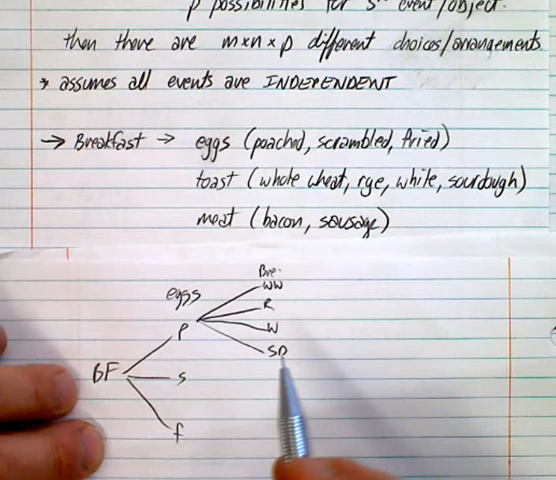 p possibilities for 3rd event/object.
then there are m×n×p different choices/arrangements
* assumes all events are INDEPENDENT
→ Breakfast → eggs (poached, scrambled, fried)
toast (whole wheat, rye, white, sourdough)
meat (bacon, sausage)
Bre
eggs WW
R
P W
SD
BF S
f